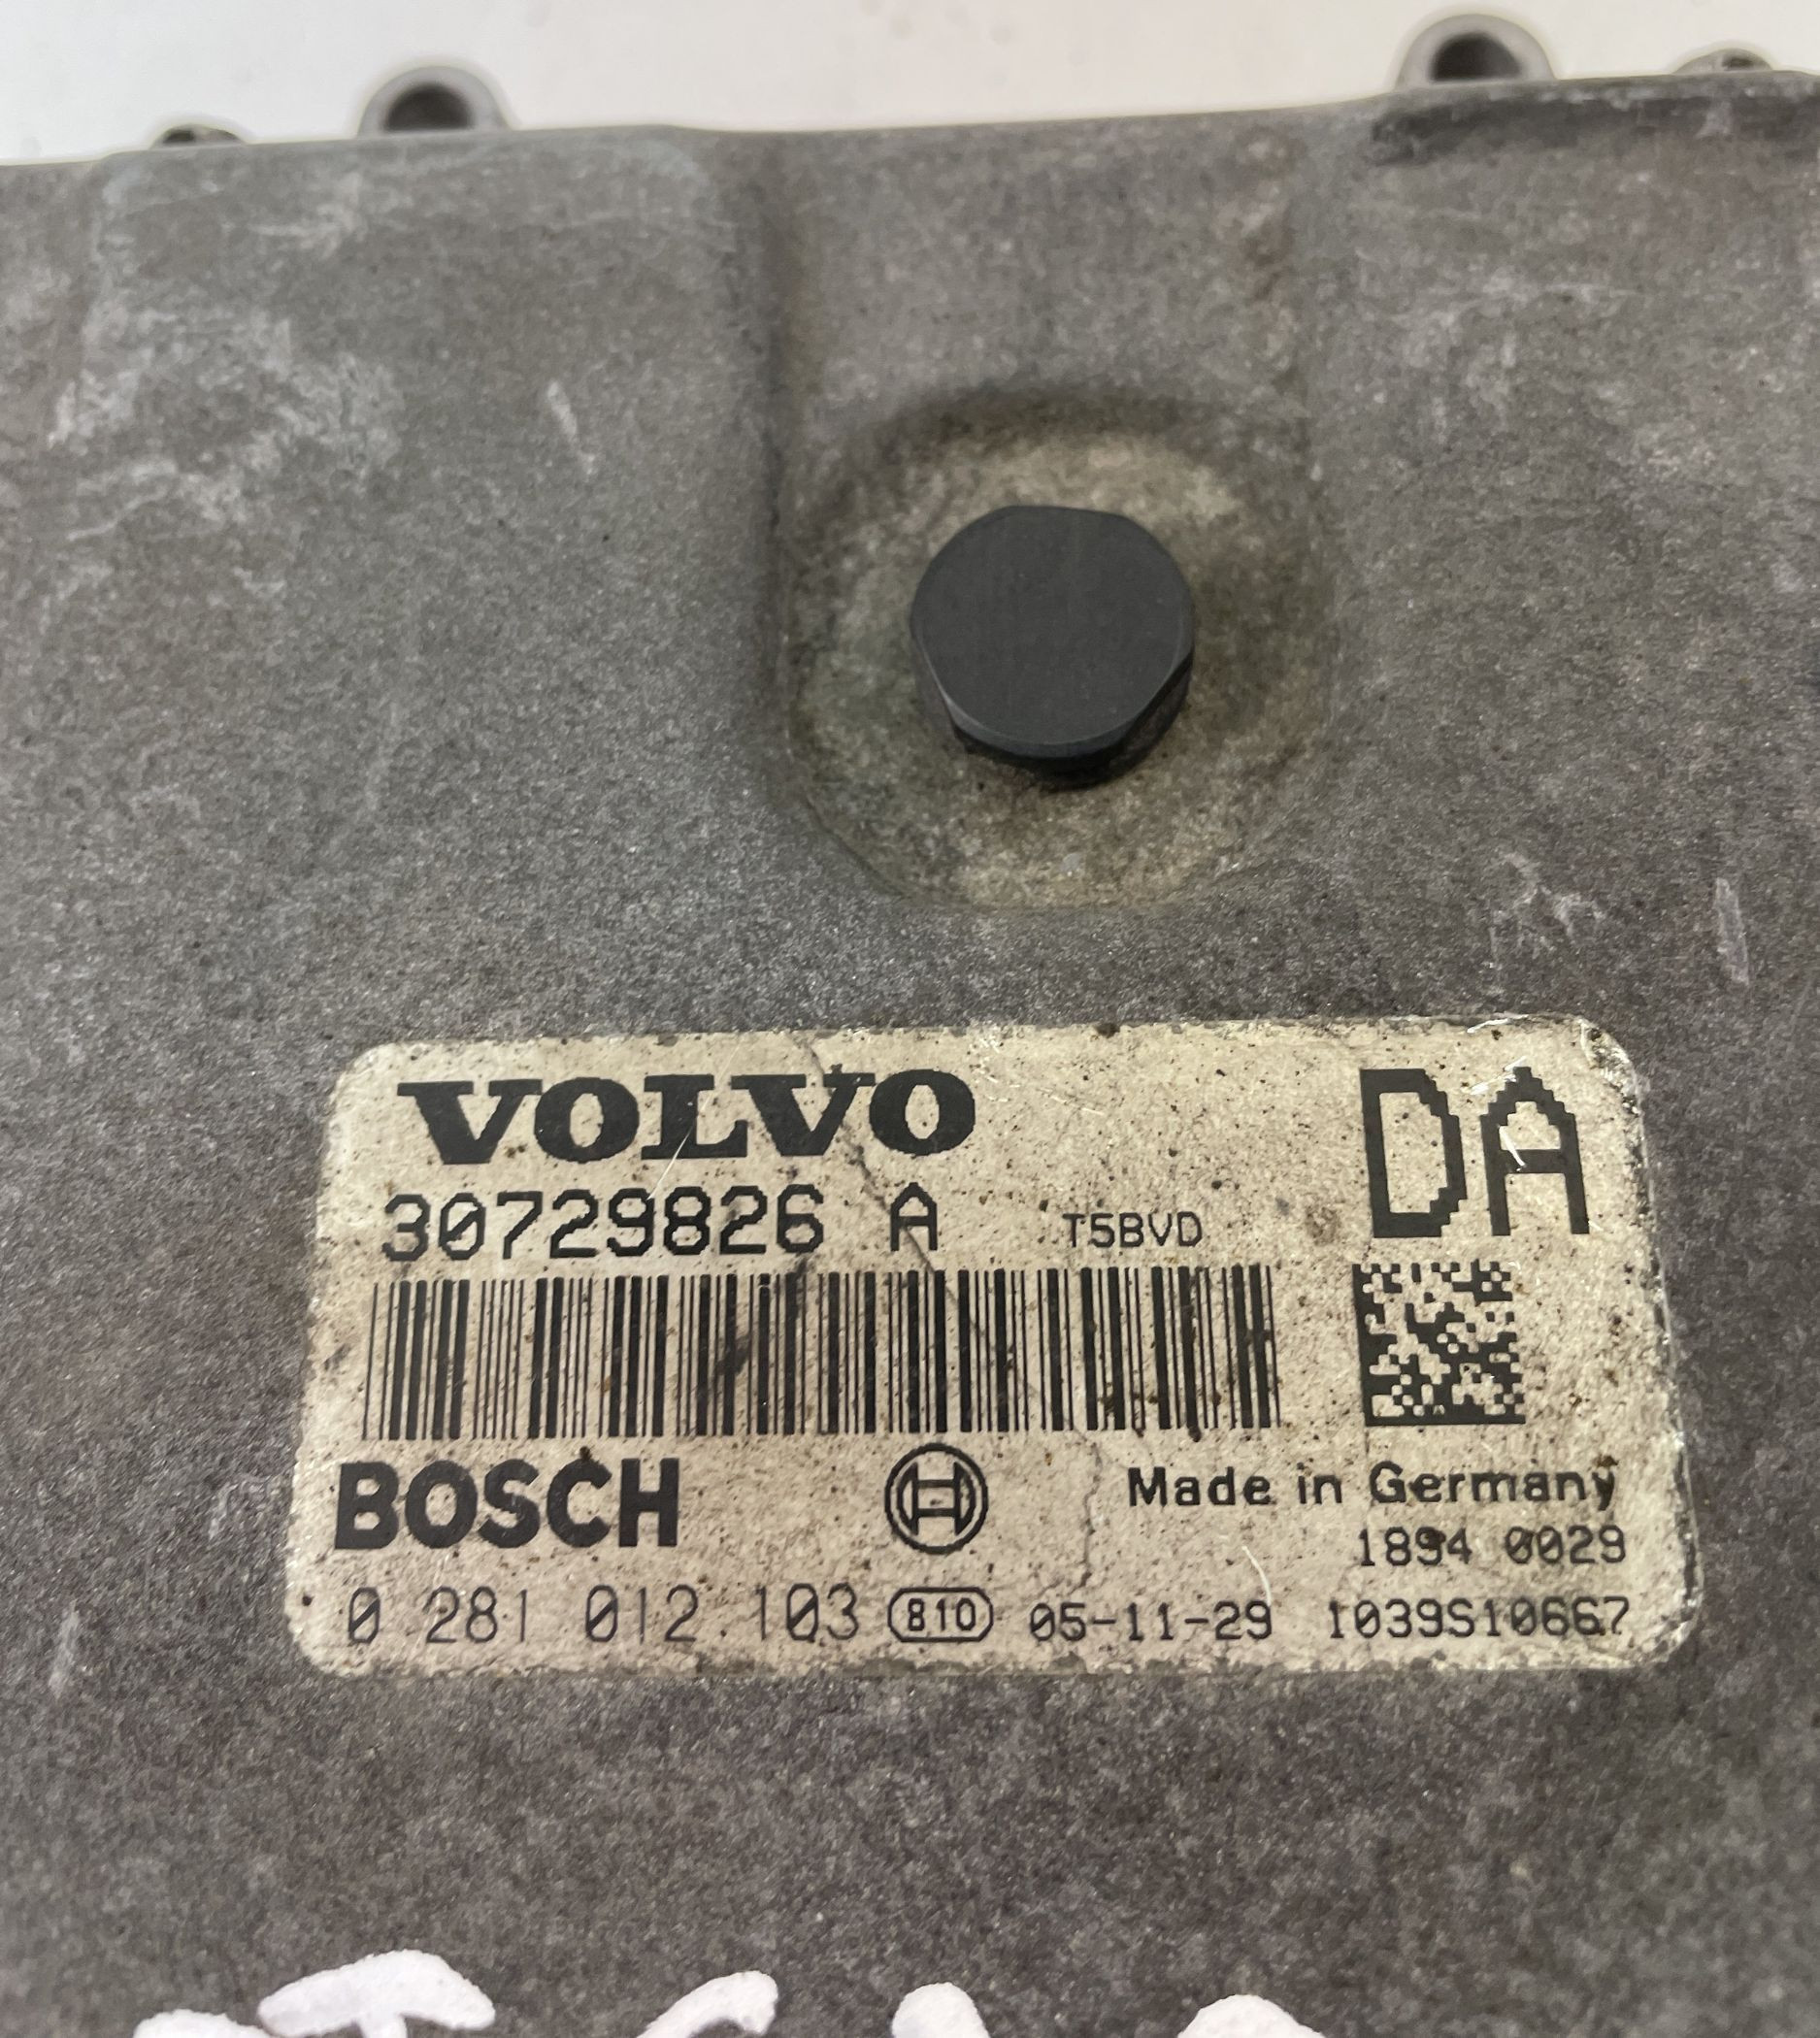 VOLVO
DA
30729826 A T5BVD
BOSCH
Made in Germany
1894 0029
0 281 012 103 810 05-11-29 1039S10667